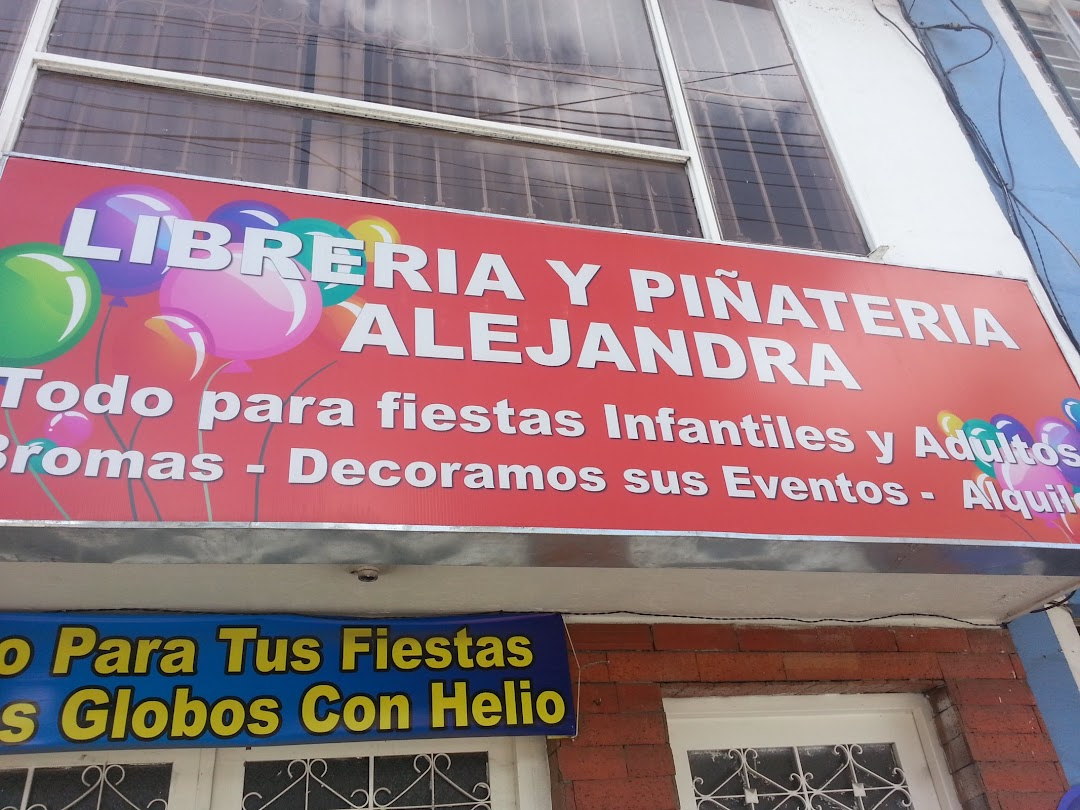 LIBRERIA Y PIÑATERIA
ALEJANDRA
Todo para fiestas Infantiles y Adultos
Bromas - Decoramos sus Eventos - Alquil
o Para Tus Fiestas
s Globos Con Helio